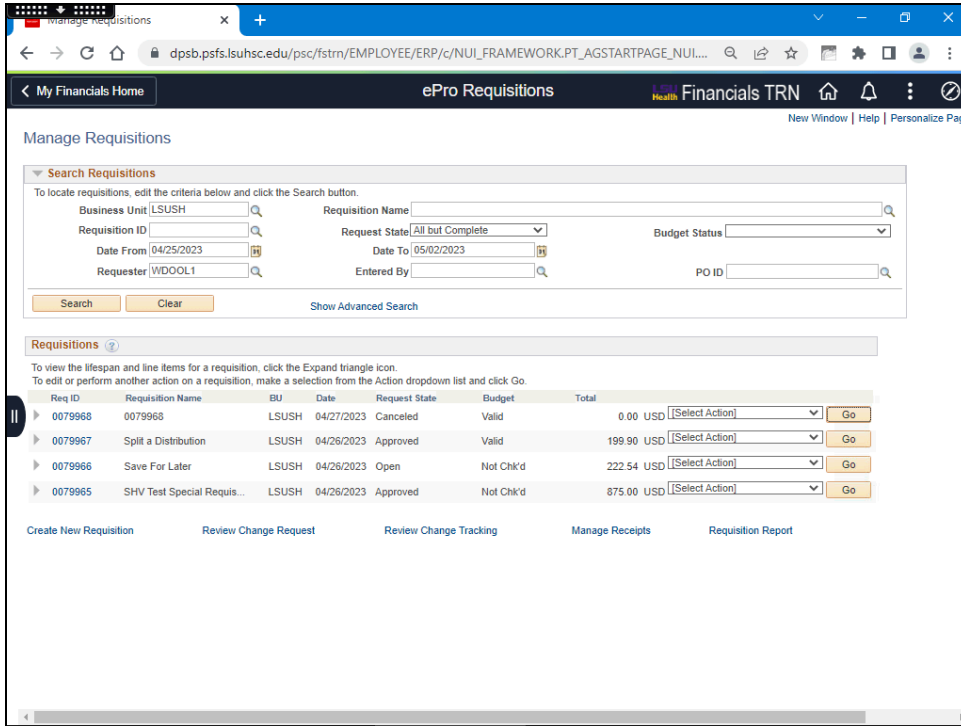 Manage Requisitions
dpsb.psfs.lsuhsc.edu/psc/fstrn/EMPLOYEE/ERP/c/NUI_FRAMEWORK.PT_AGSTARTPAGE_NUI....
My Financials Home ePro Requisitions LSU Health Financials TRN
New Window | Help | Personalize Pag
Manage Requisitions
Search Requisitions
To locate requisitions, edit the criteria below and click the Search button.
Business Unit LSUSH Requisition Name
Requisition ID Request State All but Complete Budget Status
Date From 04/25/2023 Date To 05/02/2023
Requester WDOOL1 Entered By PO ID
Search Clear Show Advanced Search
Requisitions ?
To view the lifespan and line items for a requisition, click the Expand triangle icon.
To edit or perform another action on a requisition, make a selection from the Action dropdown list and click Go.
Req ID Requisition Name BU Date Request State Budget Total
0079968 0079968 LSUSH 04/27/2023 Canceled Valid 0.00 USD [Select Action] Go
0079967 Split a Distribution LSUSH 04/26/2023 Approved Valid 199.90 USD [Select Action] Go
0079966 Save For Later LSUSH 04/26/2023 Open Not Chk'd 222.54 USD [Select Action] Go
0079965 SHV Test Special Requis... LSUSH 04/26/2023 Approved Not Chk'd 875.00 USD [Select Action] Go
Create New Requisition Review Change Request Review Change Tracking Manage Receipts Requisition Report